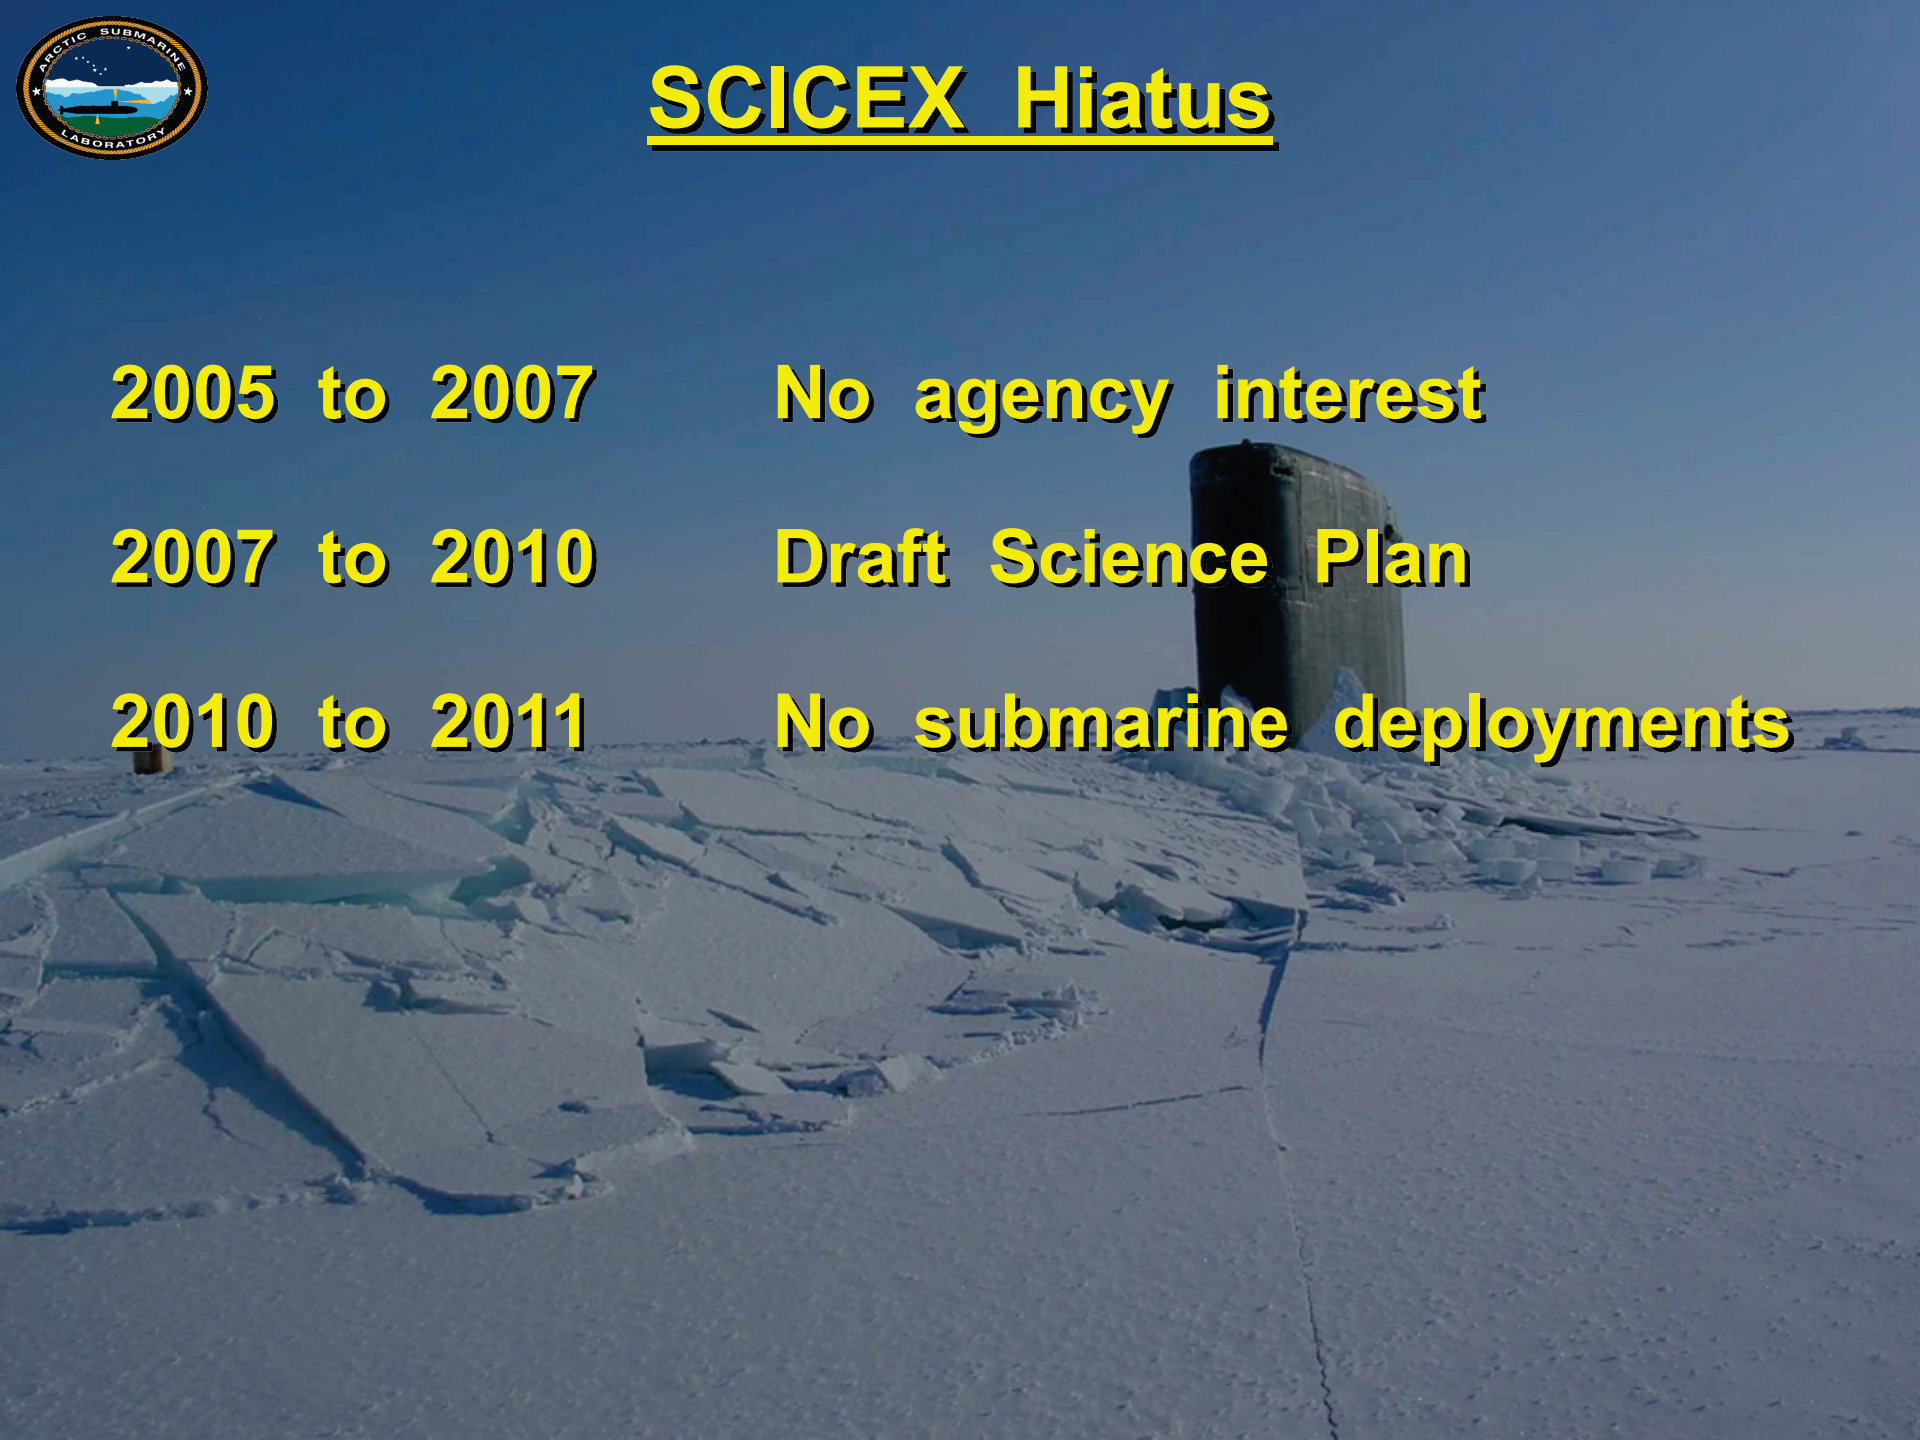 ARCTIC SUBMARINE
LABORATORY
SCICEX Hiatus
2005 to 2007 No agency interest
2007 to 2010 Draft Science Plan
2010 to 2011 No submarine deployments